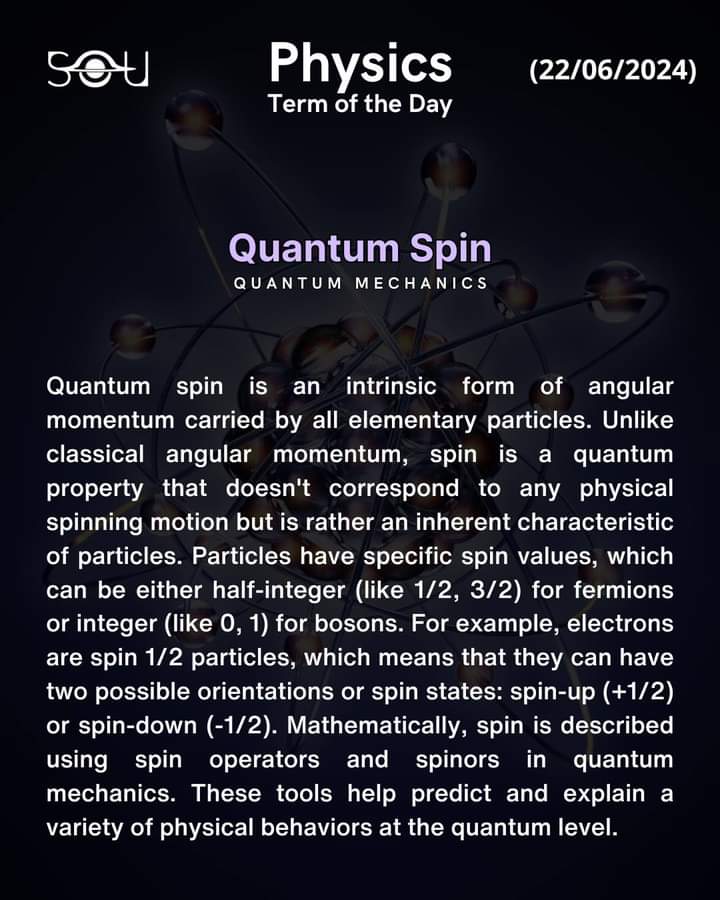 SOU
Physics
Term of the Day
(22/06/2024)
Quantum Spin
QUANTUM MECHANICS
Quantum spin is an intrinsic form of angular
momentum carried by all elementary particles. Unlike
classical angular momentum, spin is a quantum
property that doesn't correspond to any physical
spinning motion but is rather an inherent characteristic
of particles. Particles have specific spin values, which
can be either half-integer (like 1/2, 3/2) for fermions
or integer (like 0, 1) for bosons. For example, electrons
are spin 1/2 particles, which means that they can have
two possible orientations or spin states: spin-up (+1/2)
or spin-down (-1/2). Mathematically, spin is described
using spin operators and spinors in quantum
mechanics. These tools help predict and explain a
variety of physical behaviors at the quantum level.